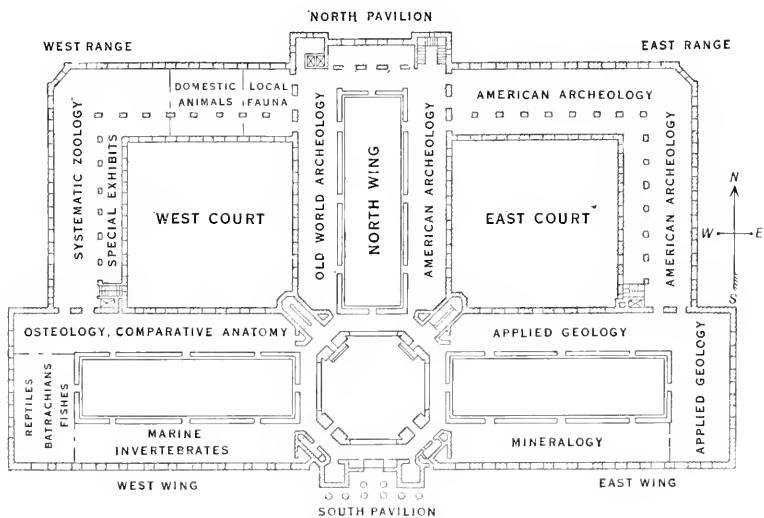 NORTH PAVILION
WEST RANGE
EAST RANGE
DOMESTIC
ANIMALS
LOCAL
FAUNA
AMERICAN ARCHEOLOGY
SYSTEMATIC ZOOLOGY
SPECIAL EXHIBITS
WEST COURT
OLD WORLD ARCHEOLOGY
NORTH WING
AMERICAN ARCHEOLOGY
EAST COURT
AMERICAN ARCHEOLOGY
N
W
E
S
OSTEOLOGY, COMPARATIVE ANATOMY
APPLIED GEOLOGY
REPTILES
BATRACHIANS
FISHES
MARINE
INVERTEBRATES
MINERALOGY
APPLIED GEOLOGY
WEST WING
EAST WING
SOUTH PAVILION